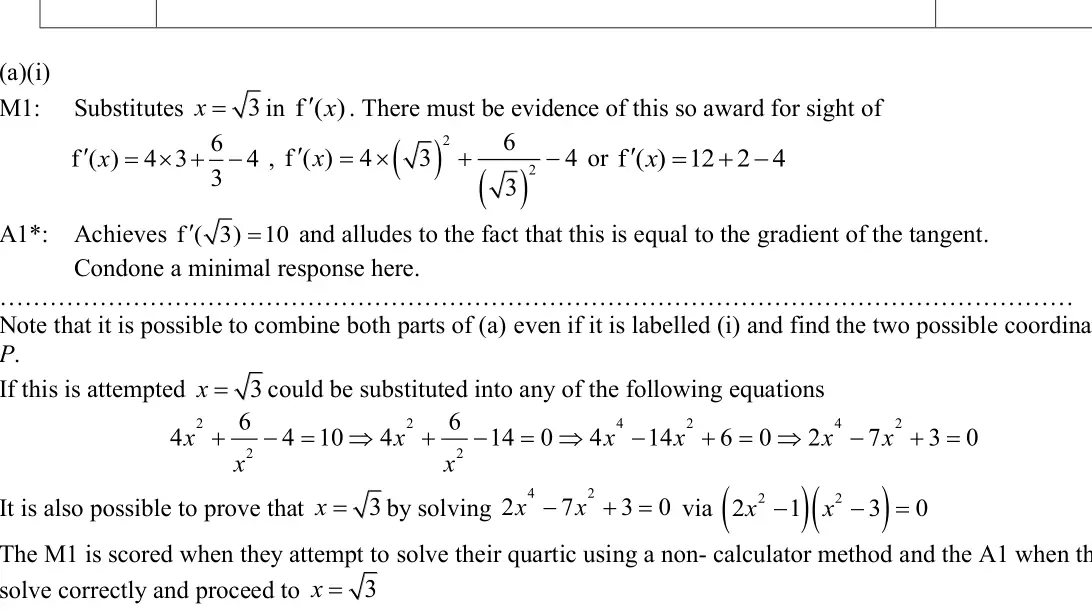 (a)(i)
M1: Substitutes x = √3 in f′(x). There must be evidence of this so award for sight of
f′(x) = 4×3 + 6/3 − 4 , f′(x) = 4×(√3)² + 6/(√3)² − 4 or f′(x) = 12 + 2 − 4
A1*: Achieves f′(√3) = 10 and alludes to the fact that this is equal to the gradient of the tangent.
Condone a minimal response here.
…………………………………………………………………………………………………………………
Note that it is possible to combine both parts of (a) even if it is labelled (i) and find the two possible coordina
P.
If this is attempted x = √3 could be substituted into any of the following equations
4x² + 6/x² − 4 = 10 ⇒ 4x² + 6/x² − 14 = 0 ⇒ 4x⁴ − 14x² + 6 = 0 ⇒ 2x⁴ − 7x² + 3 = 0
It is also possible to prove that x = √3 by solving 2x⁴ − 7x² + 3 = 0 via (2x² − 1)(x² − 3) = 0
The M1 is scored when they attempt to solve their quartic using a non- calculator method and the A1 when th
solve correctly and proceed to x = √3